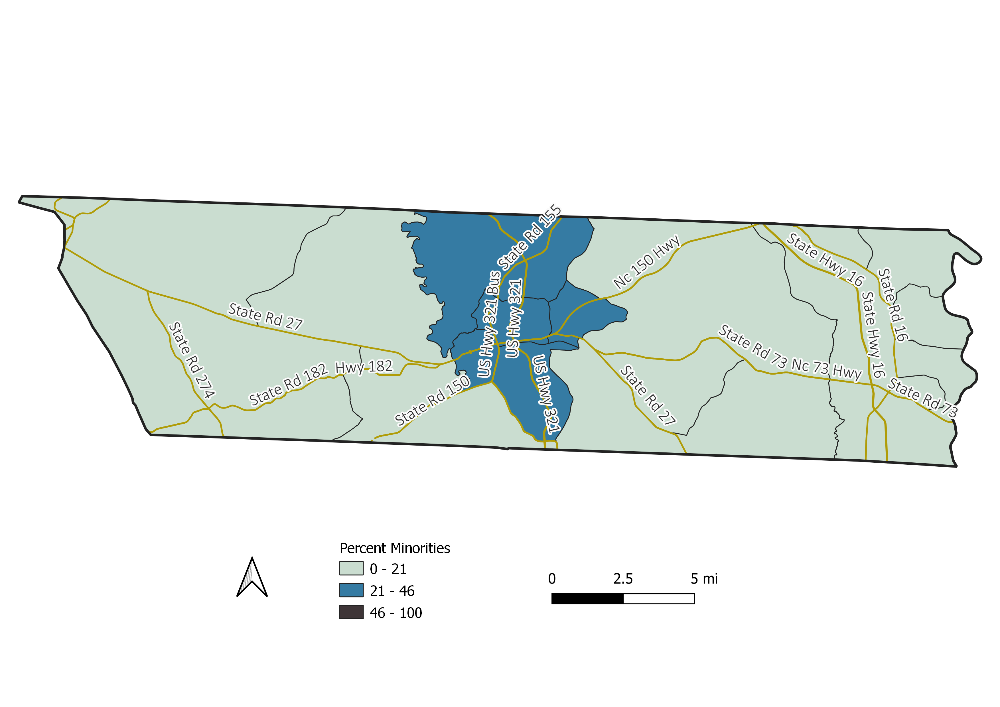 State Rd 155
Nc 150 Hwy
State Hwy 16
State Rd 16
US Hwy 321 Bus
US Hwy 321
State Rd 27
State Hwy 16
State Rd 274
State Rd 73
Nc 73 Hwy
State Rd 182
Hwy 182
US Hwy 321
US Hwy 321
State Rd 150
State Rd 27
State Rd 73
Percent Minorities
0 - 21
21 - 46
46 - 100
0
2.5
5 mi